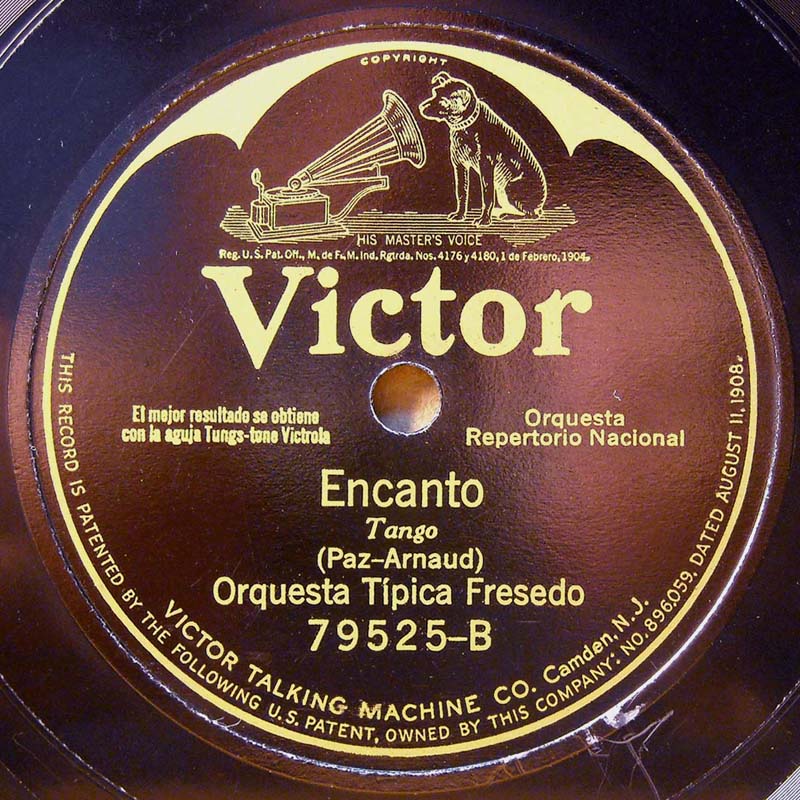 COPYRIGHT
HIS MASTER'S VOICE
Reg. U.S. Pat. Off., M. de F., M. Ind. Rgtrda. Nos. 4176 y 4180, 1 de Febrero, 1904.
Victor
El mejor resultado se obtiene
con la aguja Tungs-tone Victrola
Orquesta
Repertorio Nacional
Encanto
Tango
(Paz-Arnaud)
Orquesta Típica Fresedo
79525-B
VICTOR TALKING MACHINE CO. Camden, N.J.
THIS RECORD IS PATENTED BY THE FOLLOWING U.S. PATENT, OWNED BY THIS COMPANY: NO. 896,059, DATED AUGUST 11, 1908.